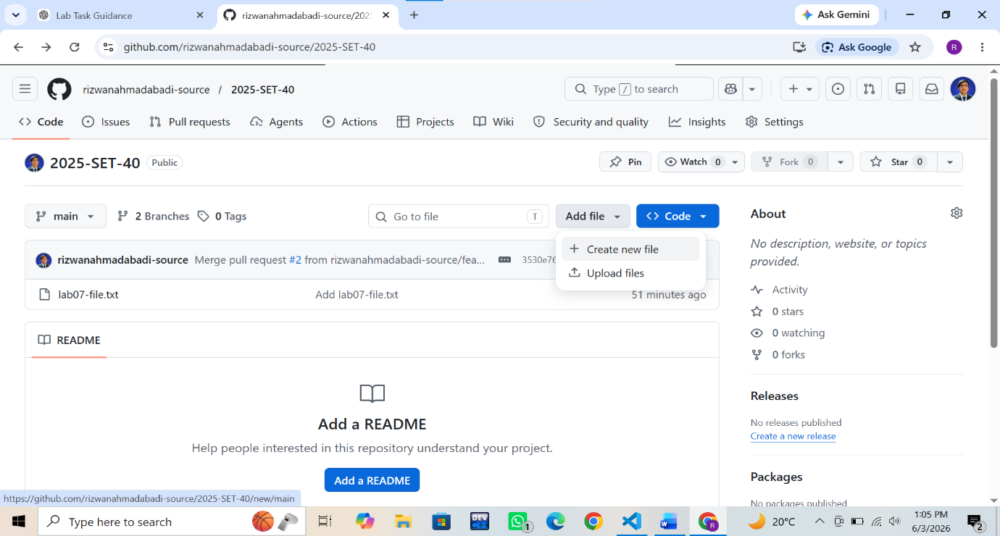 Lab Task Guidance
rizwanahmadabadi-source/2025
Ask Gemini
github.com/rizwanahmadabadi-source/2025-SET-40
Ask Google
R
rizwanahmadabadi-source / 2025-SET-40
Type / to search
Code
Issues
Pull requests
Agents
Actions
Projects
Wiki
Security and quality
Insights
Settings
2025-SET-40 Public
Pin
Watch 0
Fork 0
Star 0
main
2 Branches
0 Tags
Go to file T
Add file
Code
Create new file
Upload files
rizwanahmadabadi-source Merge pull request #2 from rizwanahmadabadi-source/fea... 3530e76
lab07-file.txt Add lab07-file.txt 51 minutes ago
README
Add a README
Help people interested in this repository understand your project.
Add a README
About
No description, website, or topics
provided.
Activity
0 stars
0 watching
0 forks
Releases
No releases published
Create a new release
Packages
No packages published
https://github.com/rizwanahmadabadi-source/2025-SET-40/new/main
Type here to search
DEV
1
R
20°C
1:05 PM
6/3/2026
2